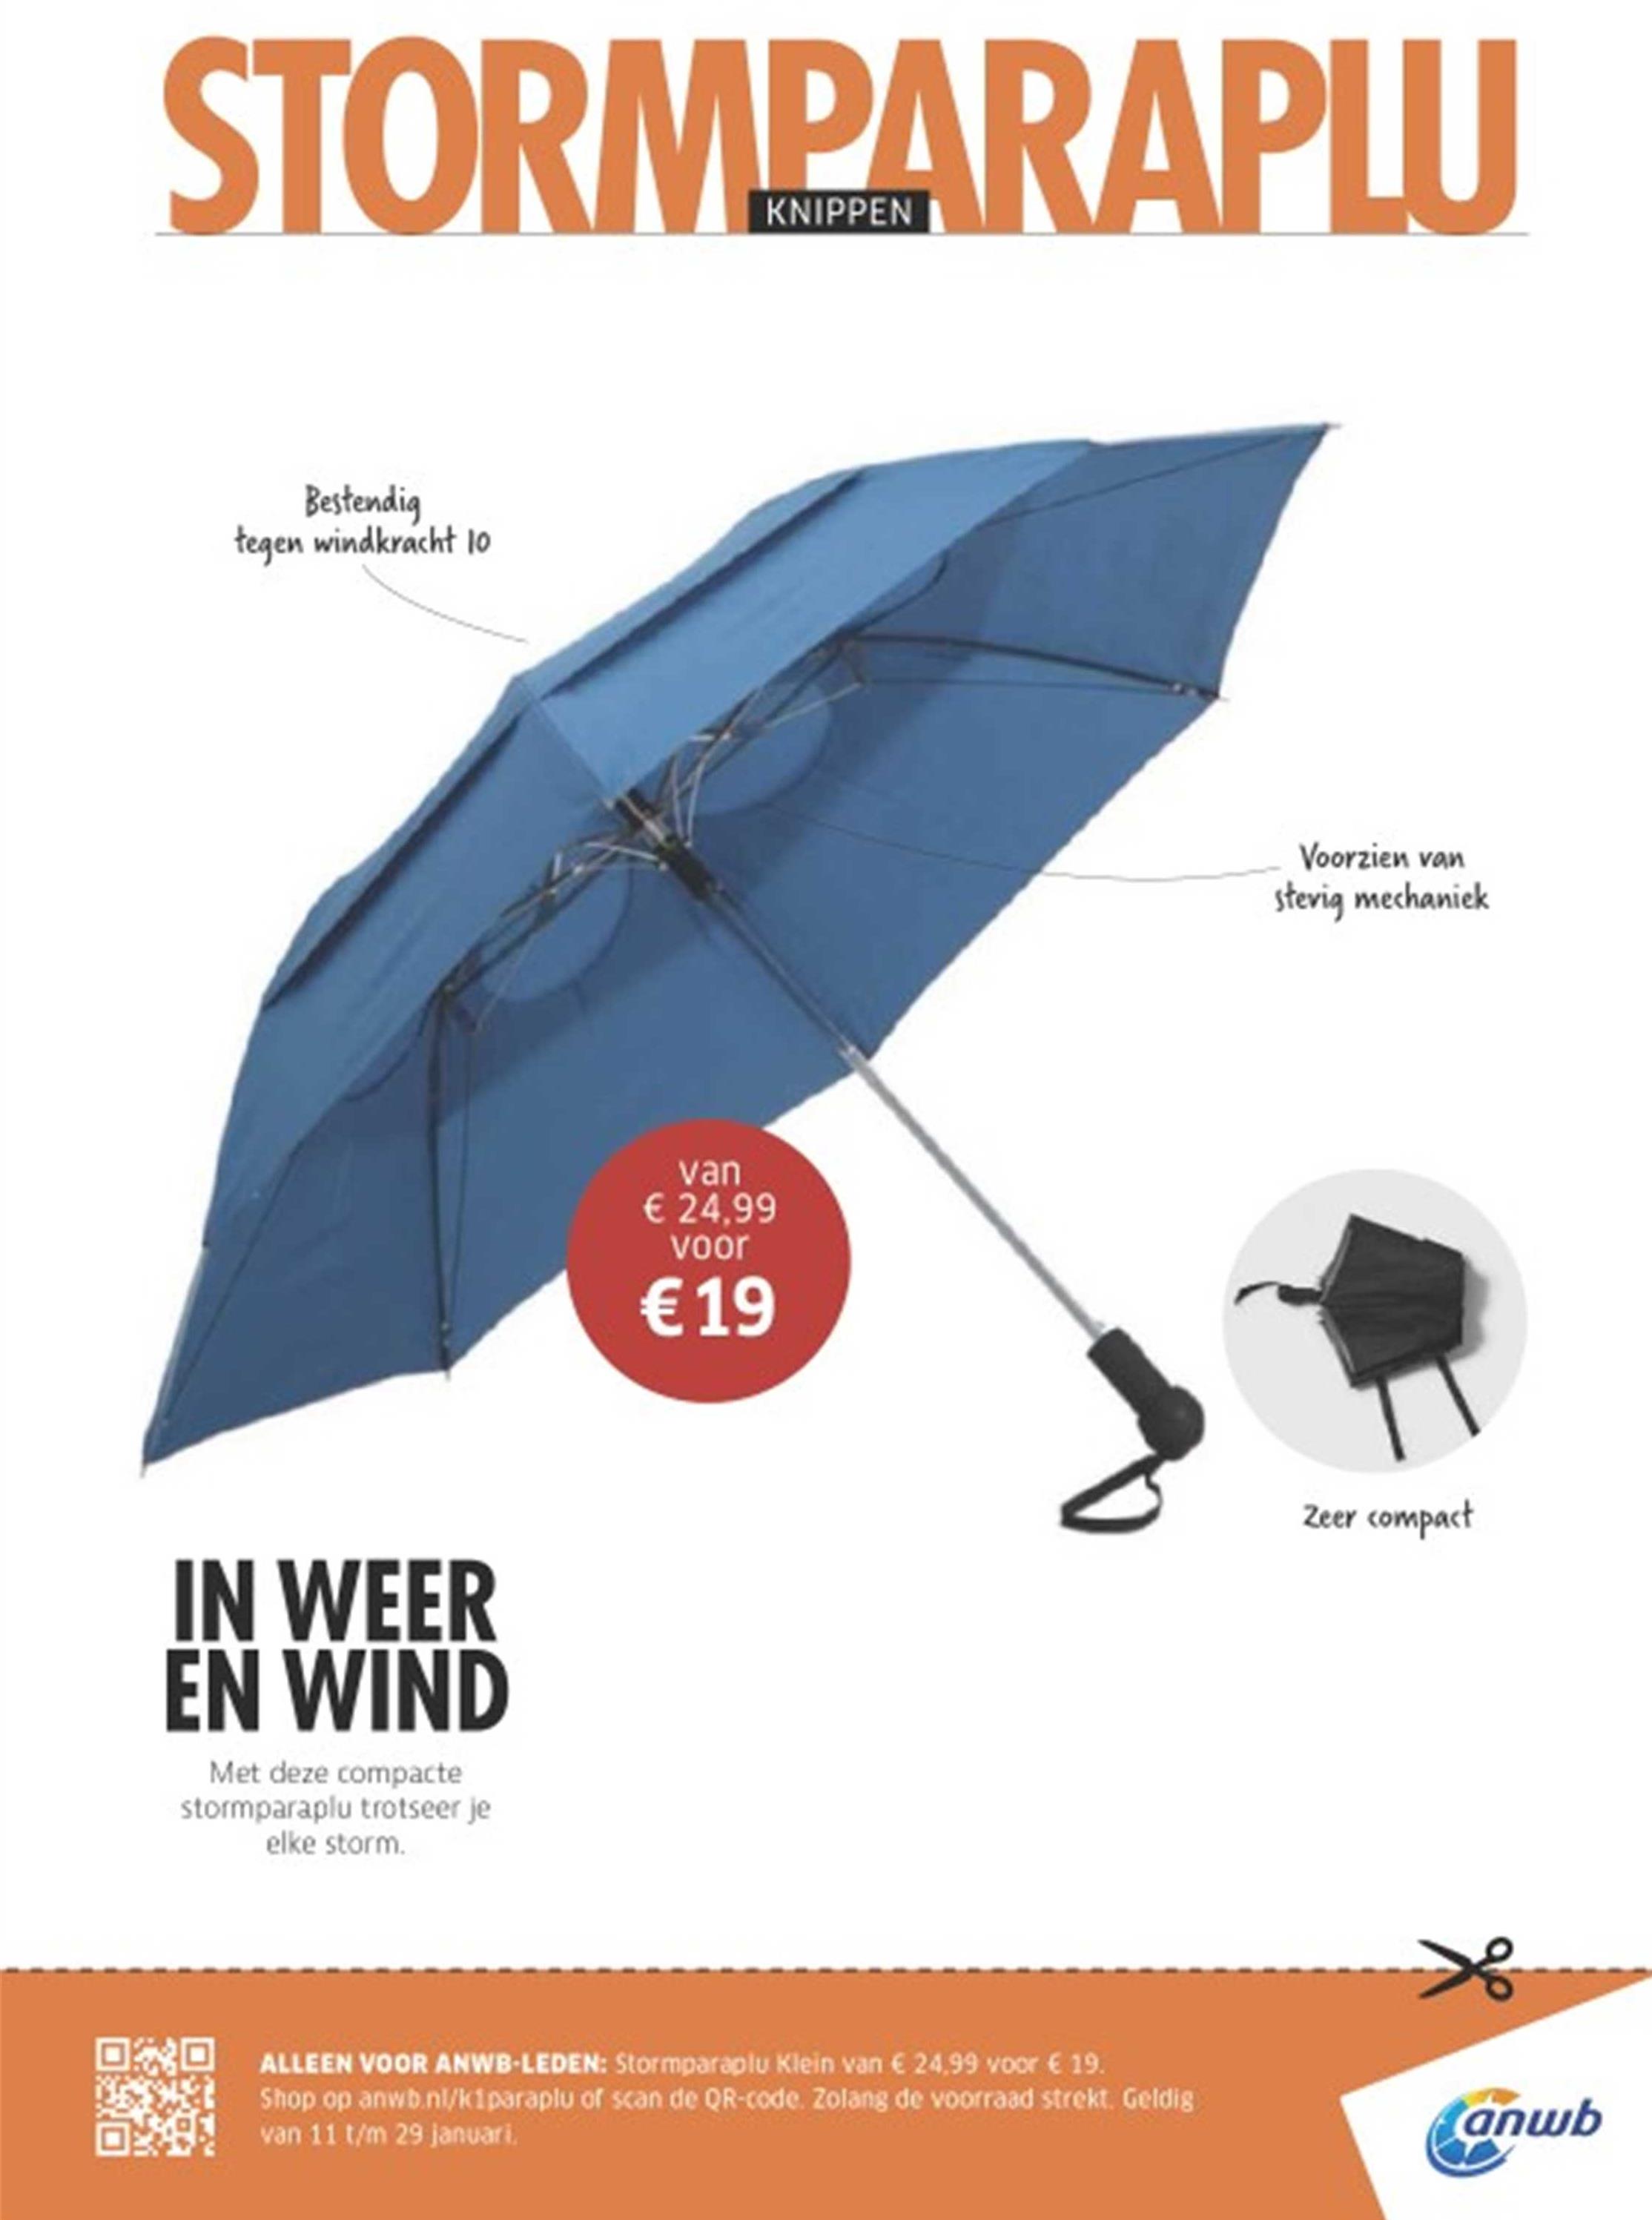 STORMPARAPLU
KNIPPEN
Bestendig
tegen windkracht 10
Voorzien van
stevig mechaniek
van
€ 24,99
voor
€ 19
Zeer compact
IN WEER
EN WIND
Met deze compacte
stormparaplu trotseer je
elke storm.
ALLEEN VOOR ANWB-LEDEN: Stormparaplu Klein van € 24,99 voor € 19.
Shop op anwb.nl/k1paraplu of scan de QR-code. Zolang de voorraad strekt. Geldig
van 11 t/m 29 januari.
anwb